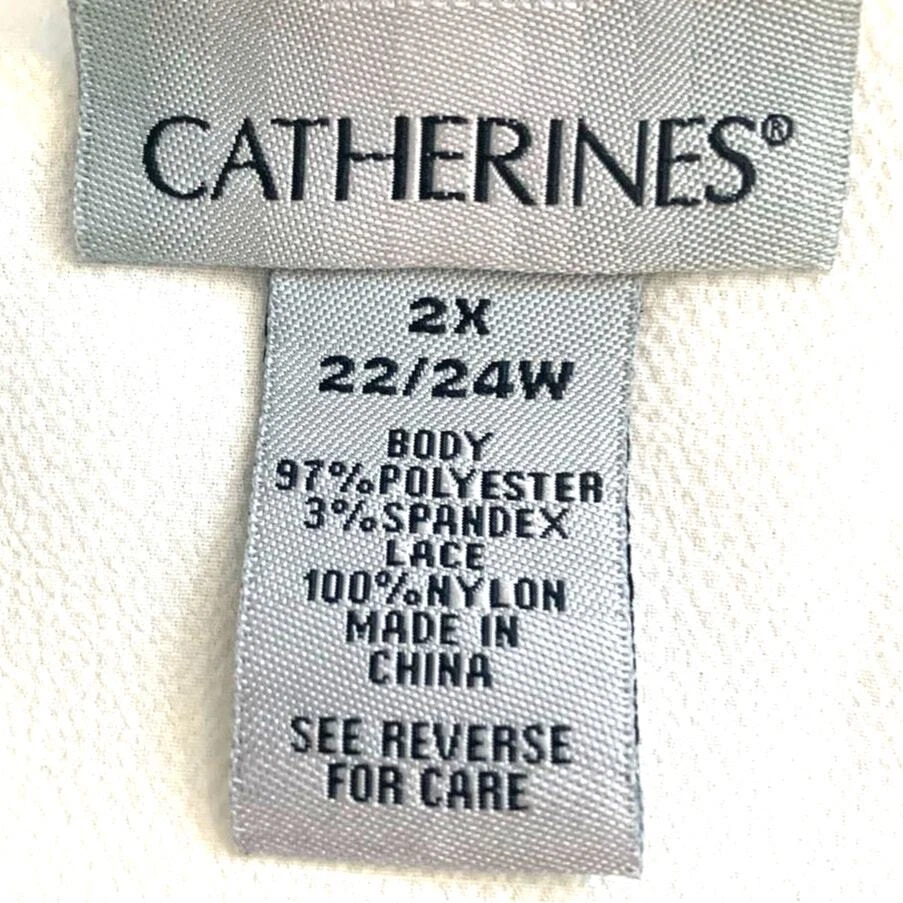 CATHERINES®
2X
22/24W
BODY
97%POLYESTER
3%SPANDEX
LACE
100%NYLON
MADE IN
CHINA
SEE REVERSE
FOR CARE